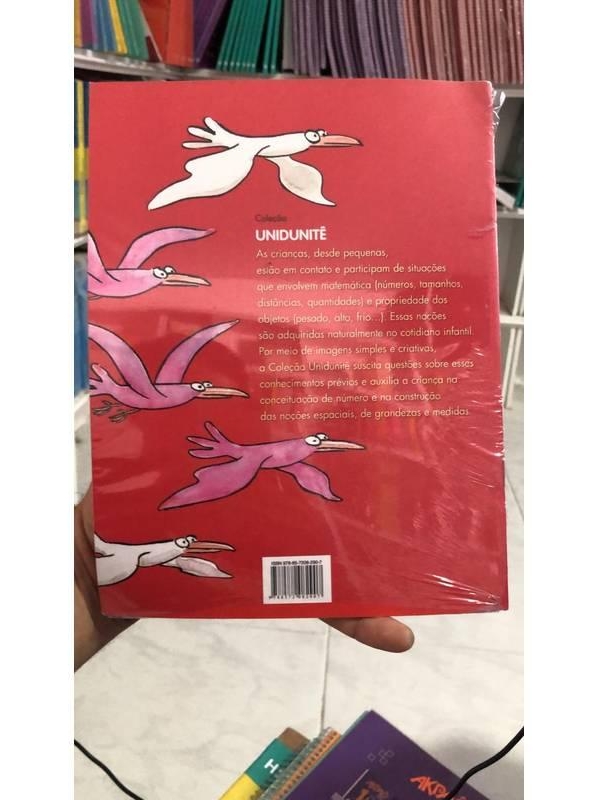 Coleção
UNIDUNITÊ
As crianças, desde pequenas,
estão em contato e participam de situações
que envolvem matemática (números, tamanhos,
distâncias, quantidades) e propriedade dos
objetos (pesado, alto, frio...). Essas noções
são adquiridas naturalmente no cotidiano infantil.
Por meio de imagens simples e criativas,
a Coleção Unidunitê suscita questões sobre esses
conhecimentos prévios e auxilia a criança na
conceituação de número e na construção
das noções espaciais, de grandezas e medidas.
H